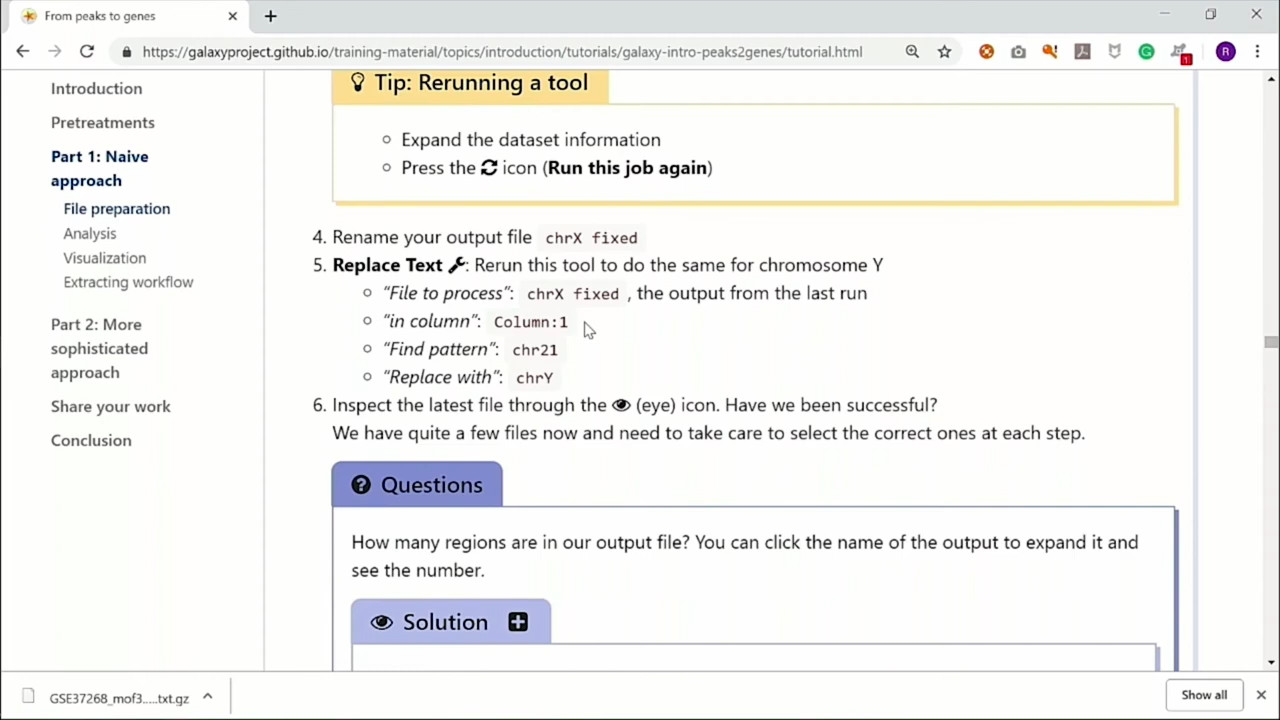 From peaks to genes
https://galaxyproject.github.io/training-material/topics/introduction/tutorials/galaxy-intro-peaks2genes/tutorial.html
1
R
Introduction
Pretreatments
Part 1: Naive
approach
File preparation
Analysis
Visualization
Extracting workflow
Part 2: More
sophisticated
approach
Share your work
Conclusion
Tip: Rerunning a tool
Expand the dataset information
Press the icon (Run this job again)
4. Rename your output file chrX fixed
5. Replace Text : Rerun this tool to do the same for chromosome Y
“File to process”: chrX fixed , the output from the last run
“in column”: Column:1
“Find pattern”: chr21
“Replace with”: chrY
6. Inspect the latest file through the (eye) icon. Have we been successful?
We have quite a few files now and need to take care to select the correct ones at each step.
Questions
How many regions are in our output file? You can click the name of the output to expand it and
see the number.
Solution
GSE37268_mof3.....txt.gz
Show all